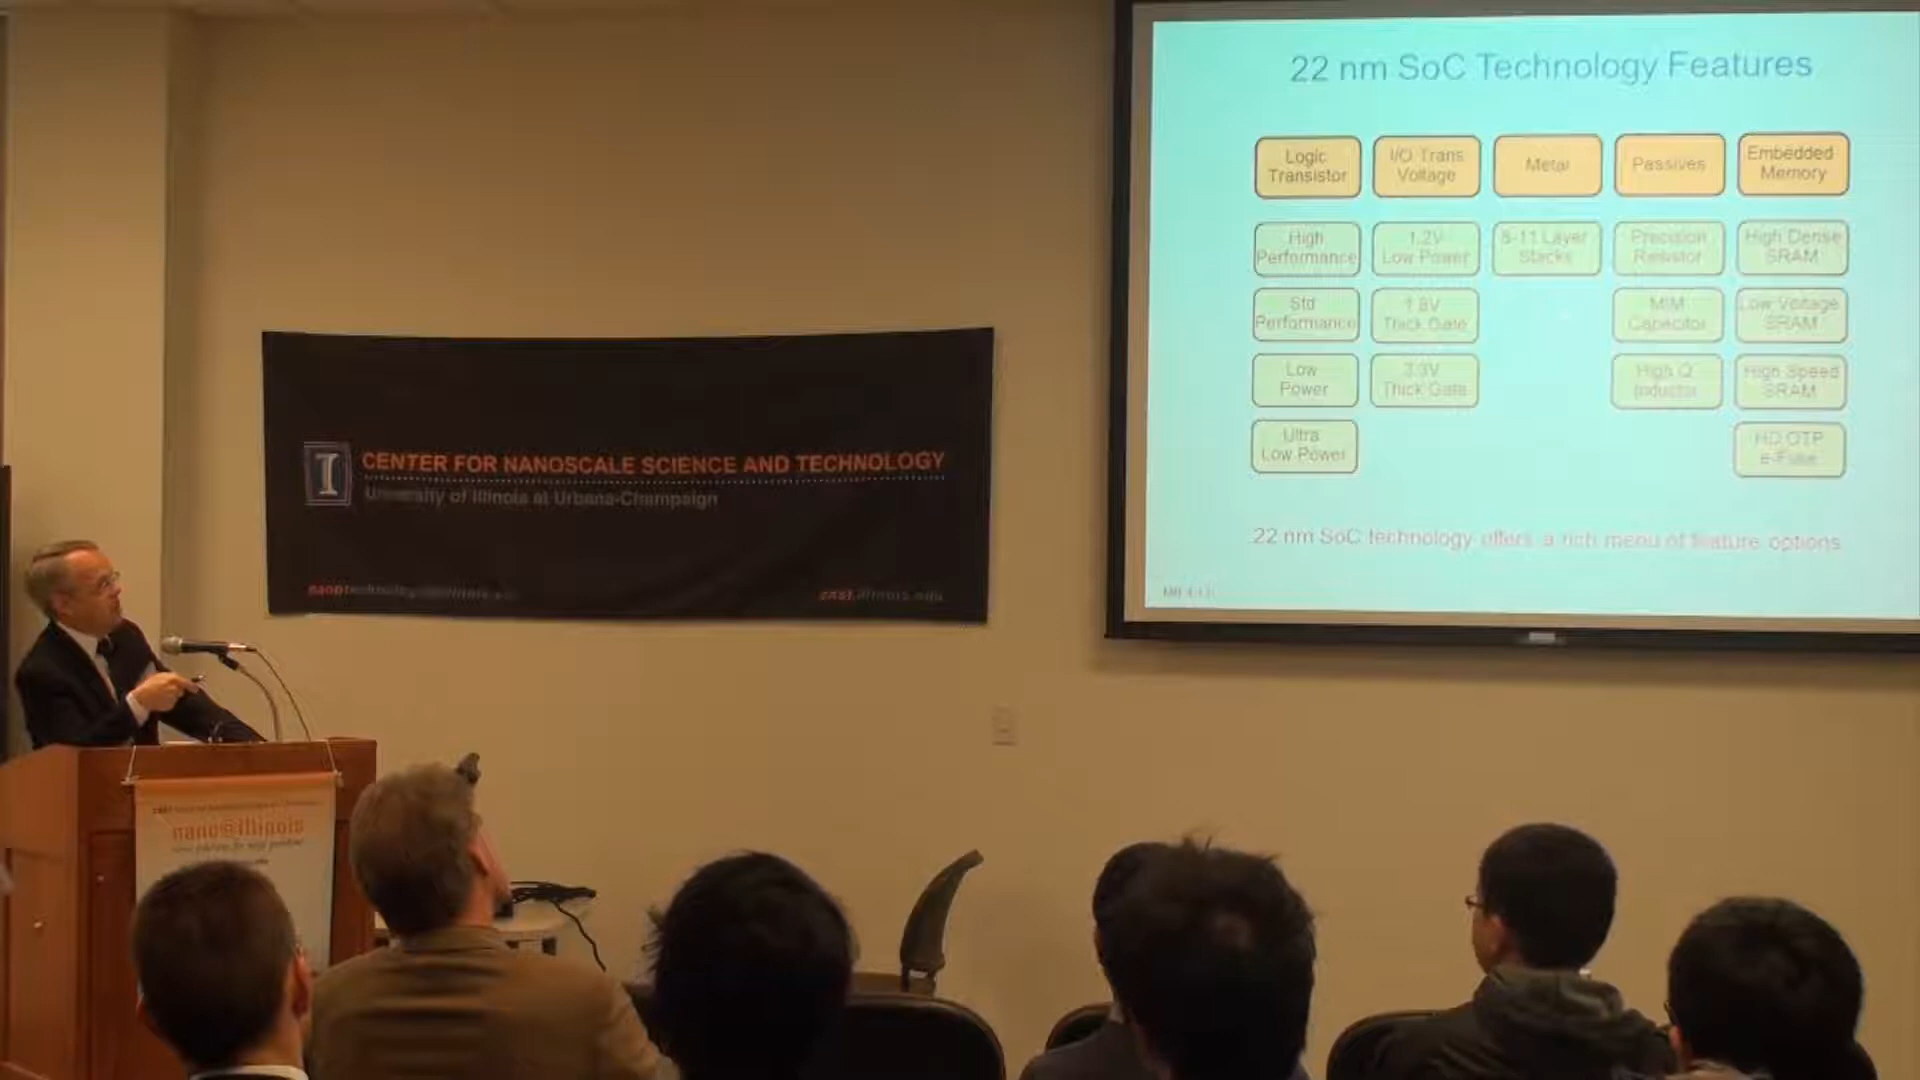 22 nm SoC Technology Features
Logic
Transistor
I/O Trans
Voltage
Metal
Passives
Embedded
Memory
High
Performance
1.2V
Low Power
8-11 Layer
Stacks
Precision
Resistor
High Dense
SRAM
Std
Performance
1.8V
Thick Gate
MIM
Capacitor
Low Voltage
SRAM
Low
Power
3.3V
Thick Gate
High Q
Inductor
High Speed
SRAM
Ultra
Low Power
HD OTP
e-Fuse
22 nm SoC technology offers a rich menu of feature options
I
CENTER FOR NANOSCALE SCIENCE AND TECHNOLOGY
University of Illinois at Urbana-Champaign
cnst.illinois.edu
nano@illinois